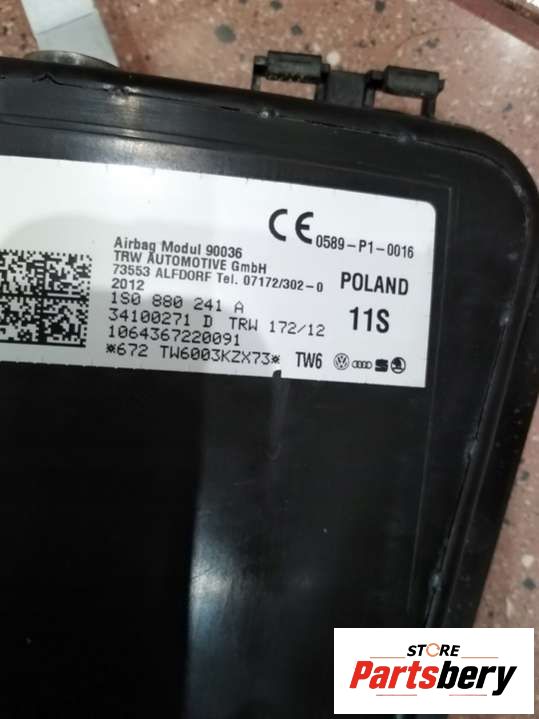 CE 0589-P1-0016
Airbag Modul 90036
TRW AUTOMOTIVE GmbH
73553 ALFDORF Tel. 07172/302-0
2012
POLAND
1S0 880 241 A
34100271 D TRW 172/12
11S
1064367220091
*672 TW6003KZX73* TW6
STORE
Partsbery